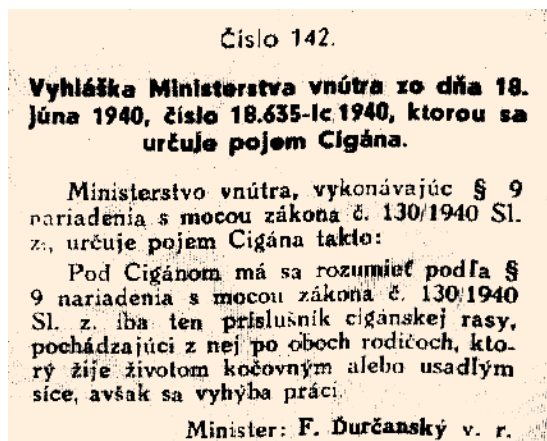 Číslo 142.
Vyhláška Ministerstva vnútra zo dňa 18.
júna 1940, číslo 18.635-Ic/1940, ktorou sa
určuje pojem Cigána.
Ministerstvo vnútra, vykonávajúc § 9
nariadenia s mocou zákona č. 130/1940 Sl.
z., určuje pojem Cigána takto:
Pod Cigánom má sa rozumieť podľa §
9 nariadenia s mocou zákona č. 130/1940
Sl. z. iba ten príslušník cigánskej rasy,
pochádzajúci z nej po oboch rodičoch, kto-
rý žije životom kočovným alebo usadlým
síce, avšak sa vyhýba práci.
Minister: F. Ďurčanský v. r.